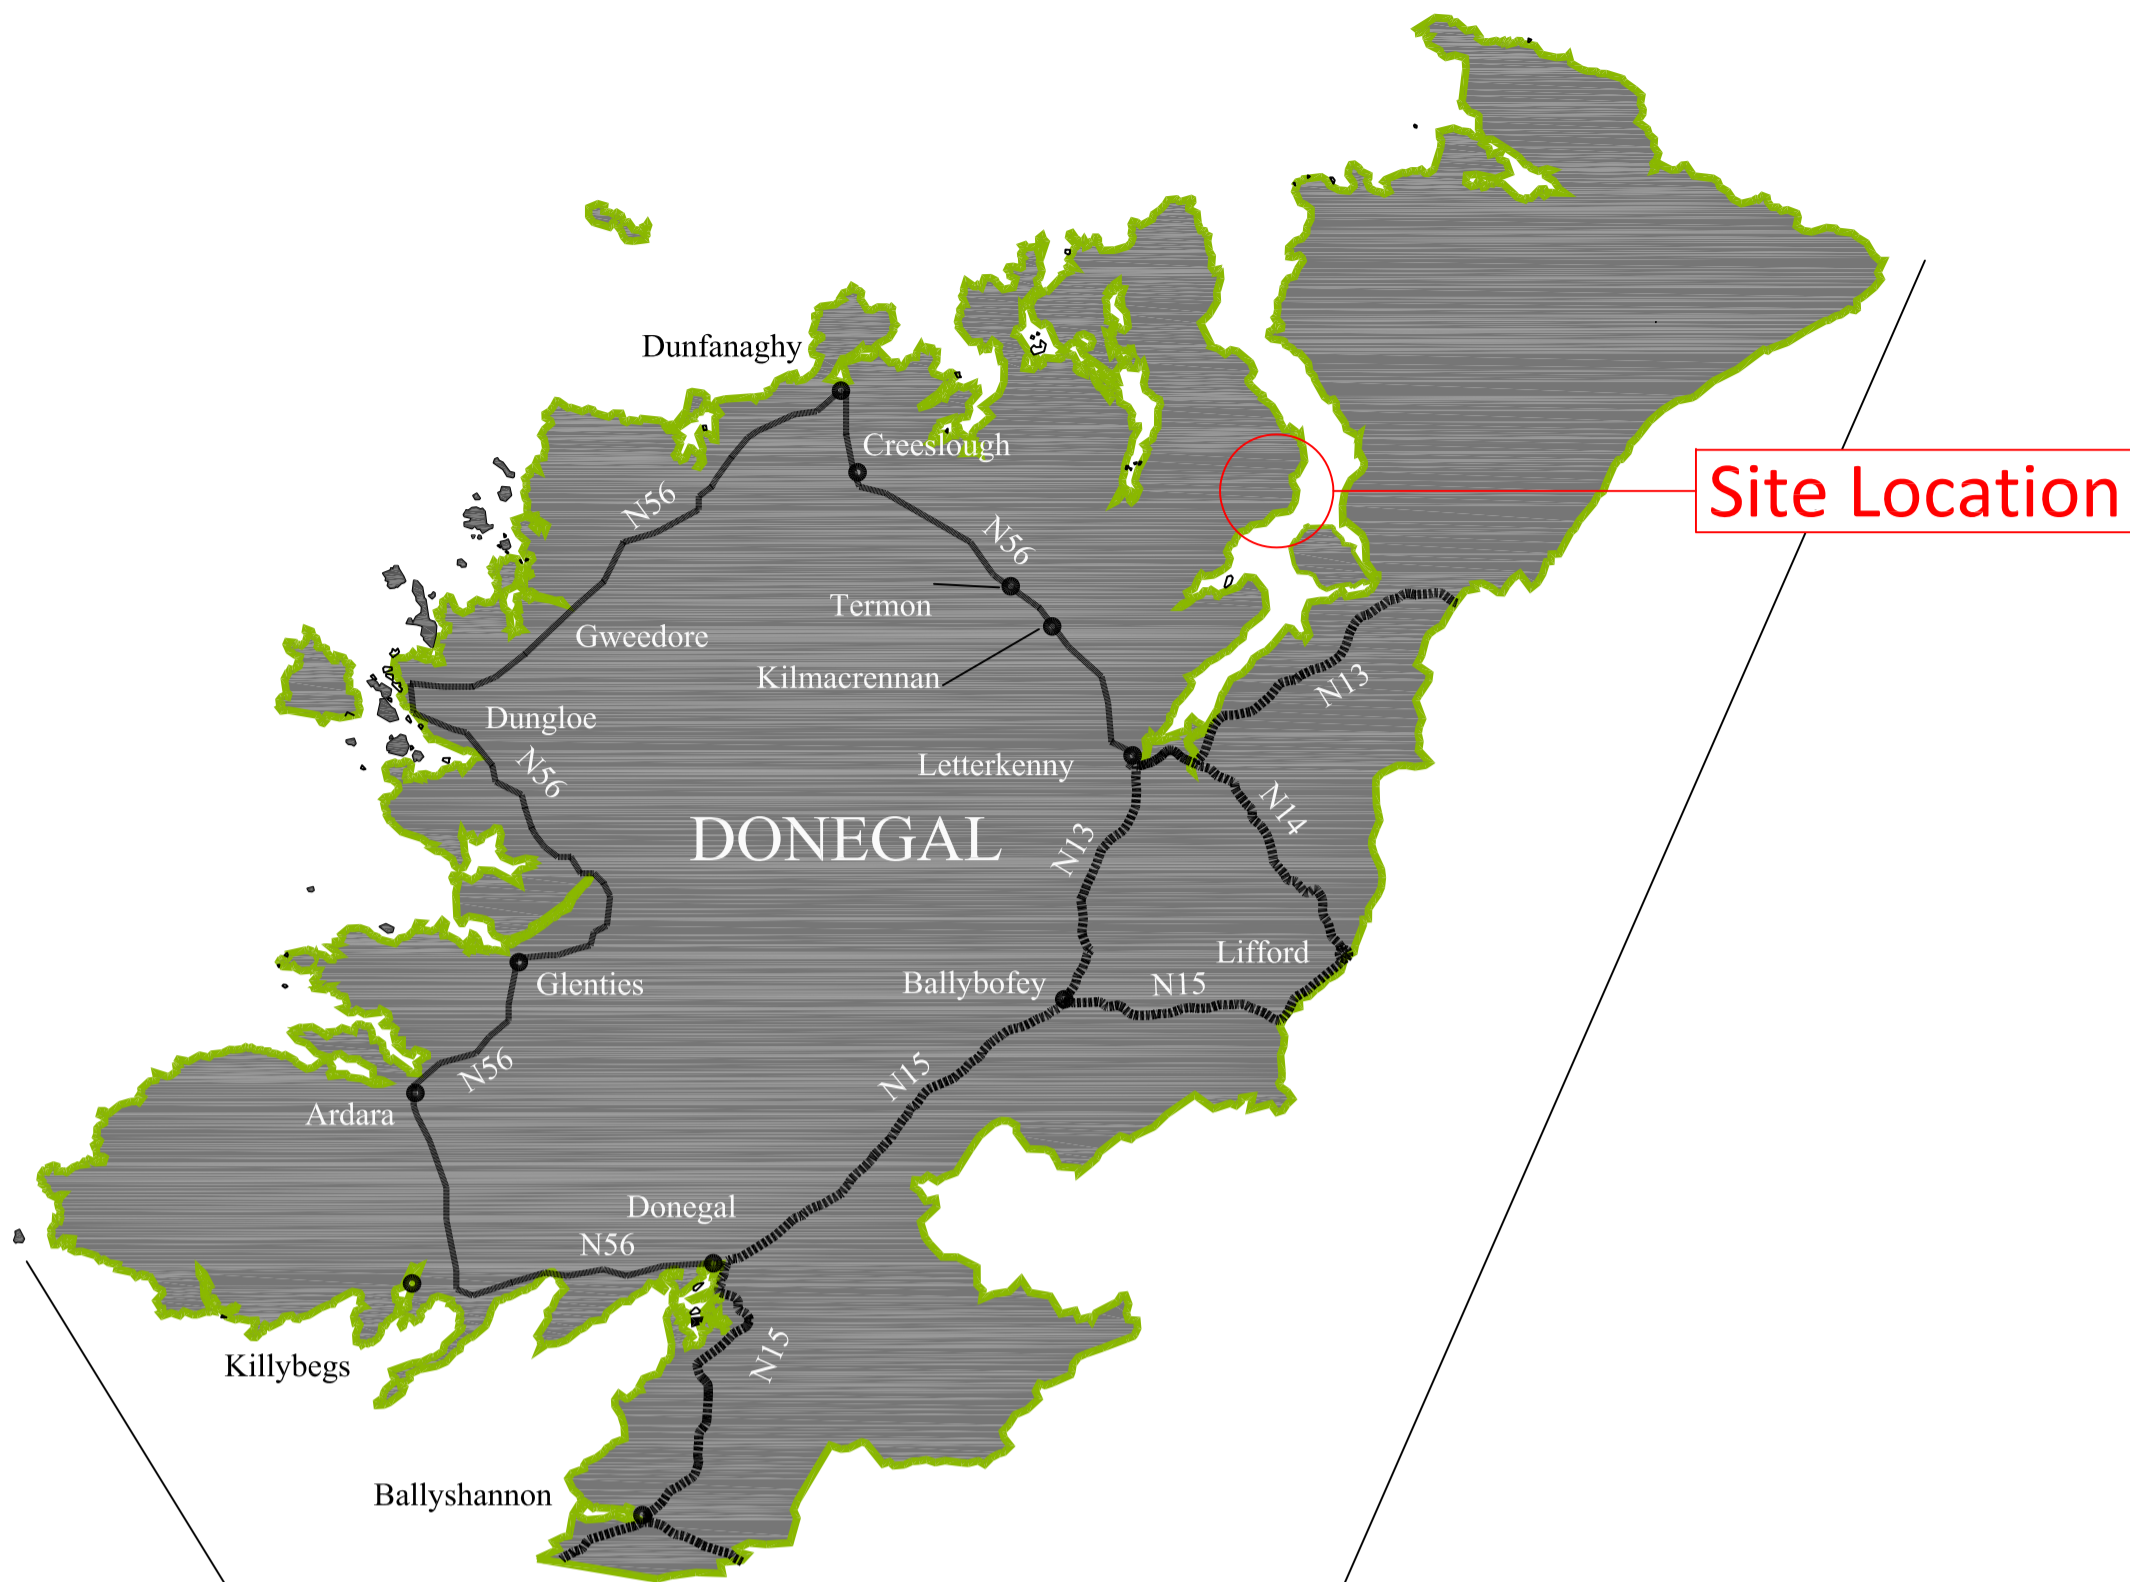 Dunfanaghy
Creeslough
N56
Site Location
N56
Termon
Gweedore
Kilmacrennan
N13
Dungloe
N56
Letterkenny
N14
DONEGAL
N13
Lifford
Glenties
Ballybofey
N15
N56
N15
Ardara
Donegal
N56
N15
Killybegs
Ballyshannon